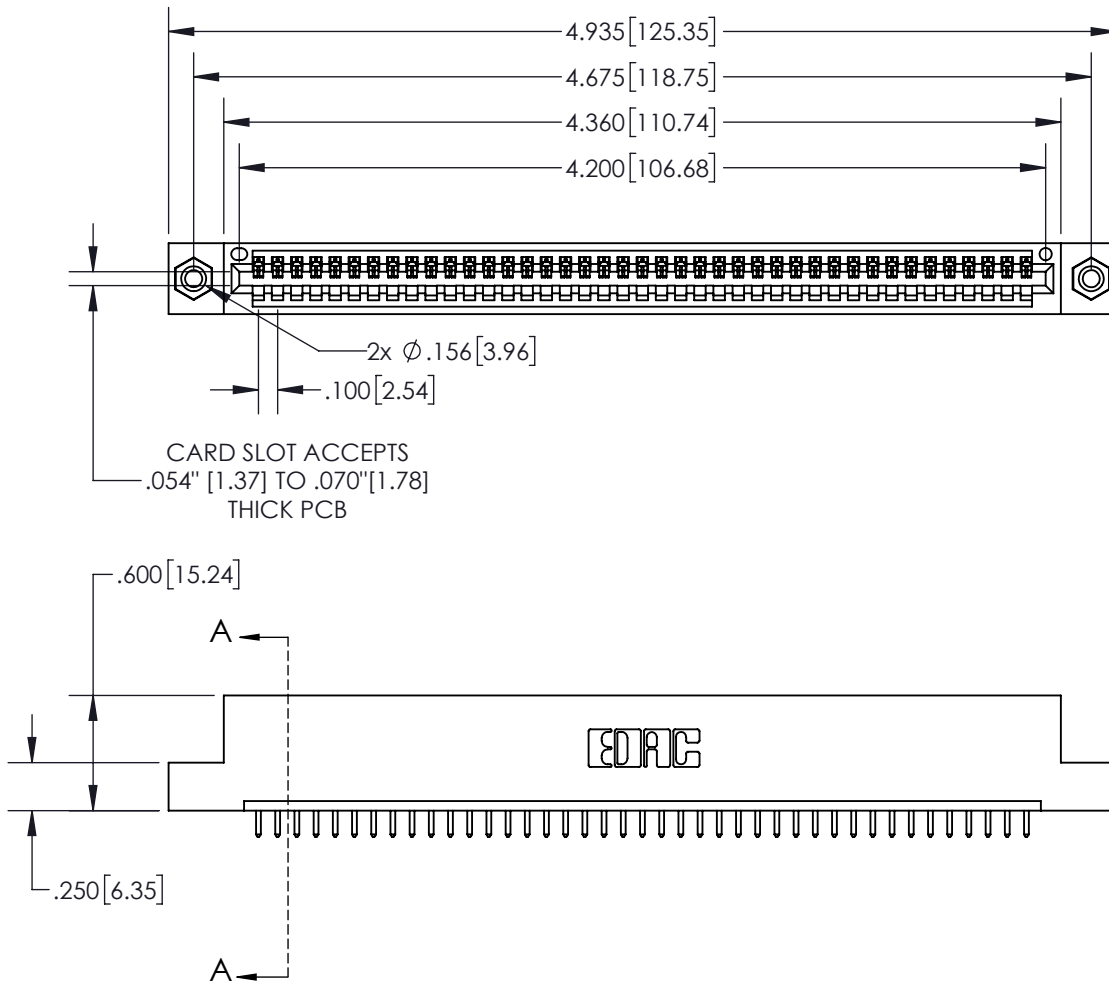 4.935[125.35]
4.675[118.75]
4.360[110.74]
4.200[106.68]
2x Ø.156[3.96]
.100[2.54]
CARD SLOT ACCEPTS
.054" [1.37] TO .070"[1.78]
THICK PCB
.600[15.24]
A
EDAC
.250[6.35]
A